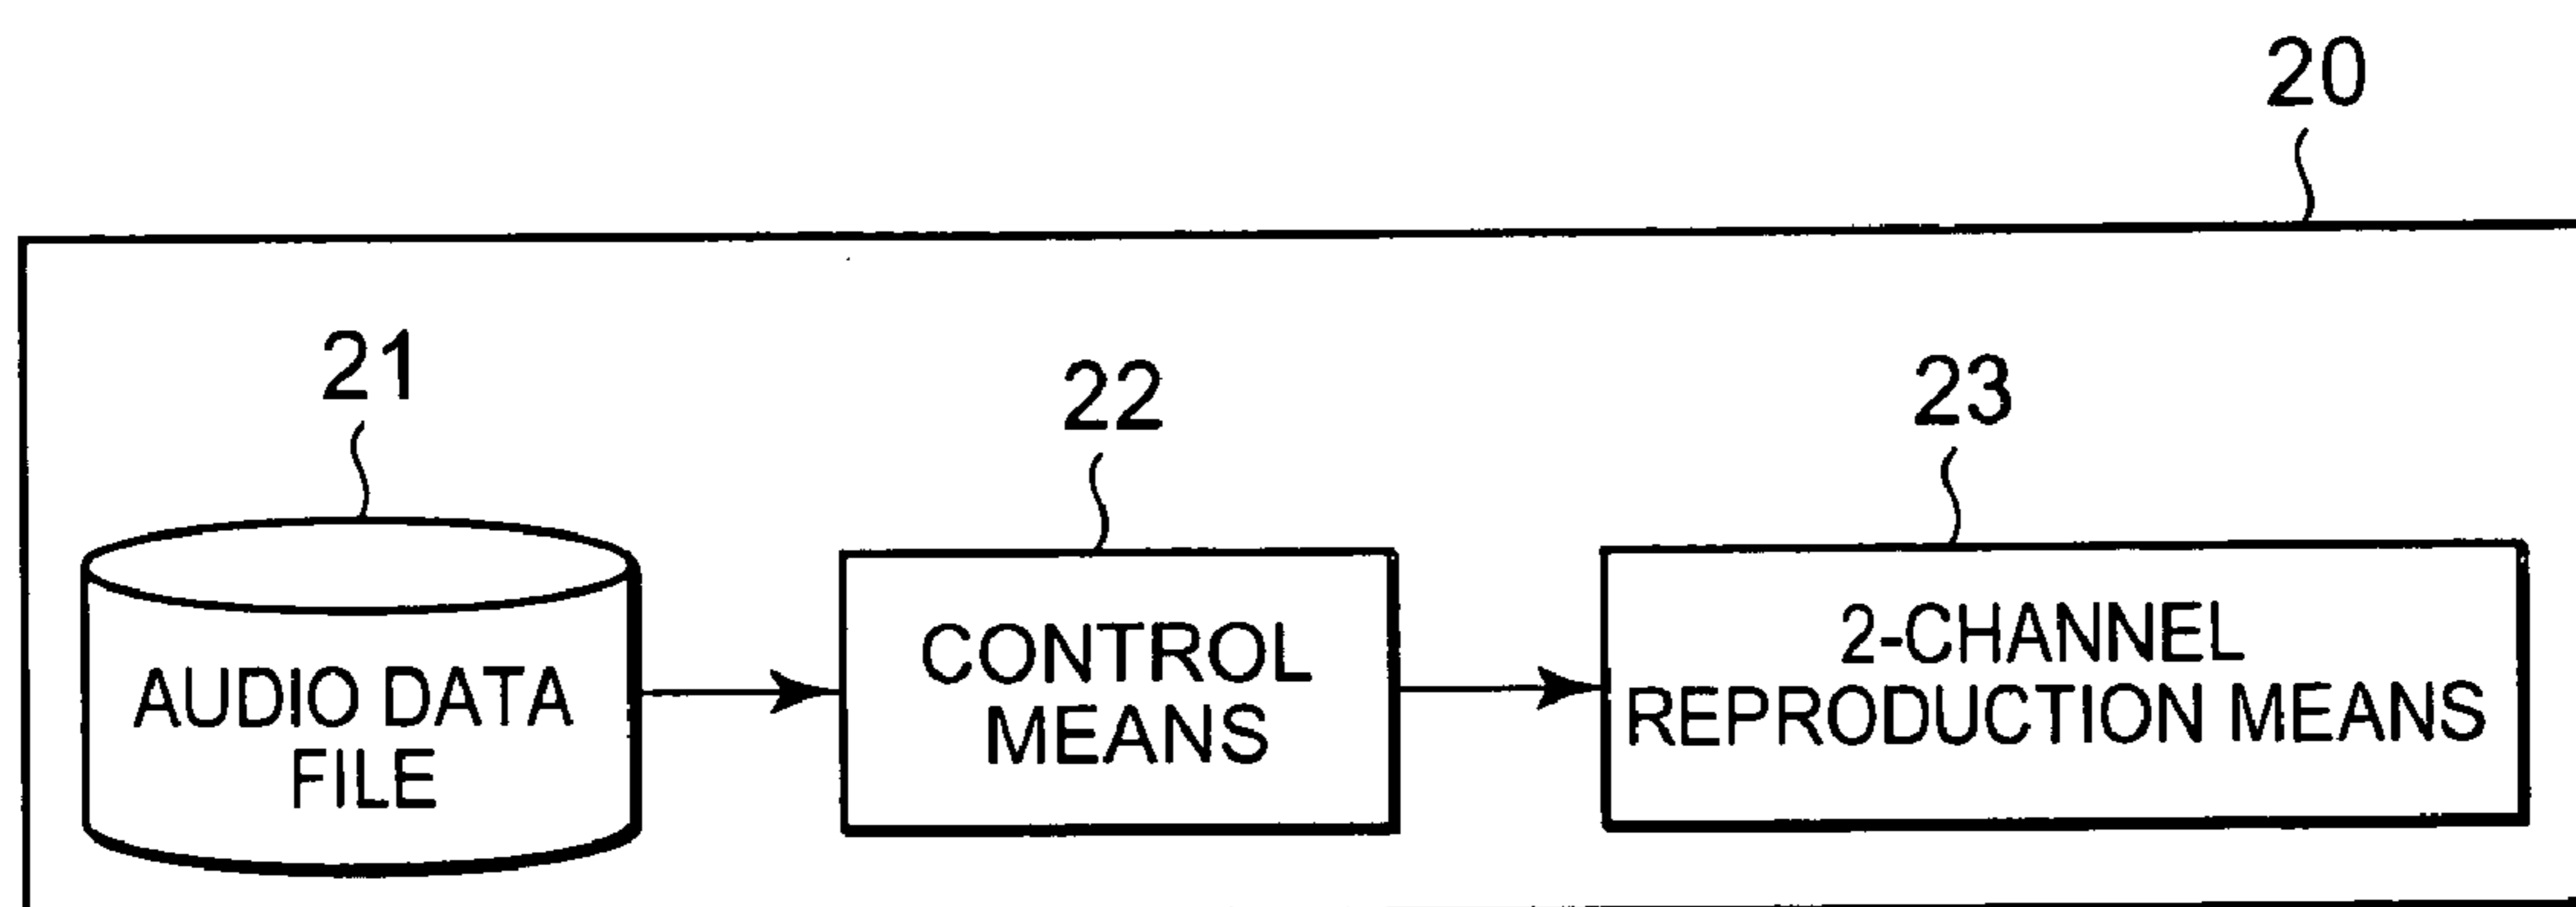 20
21
22
23
AUDIO DATA
FILE
CONTROL
MEANS
2-CHANNEL
REPRODUCTION MEANS